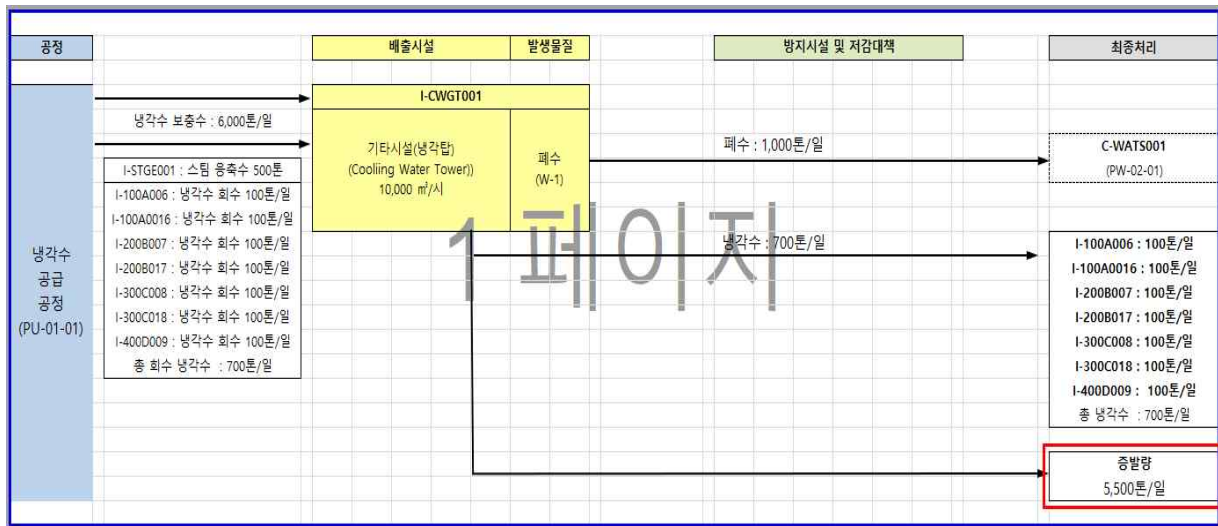 공정
배출시설
발생물질
방지시설 및 저감대책
최종처리
냉각수
공급
공정
(PU-01-01)
냉각수 보충수 : 6,000톤/일
I-STGE001 : 스팀 응축수 500톤
I-100A006 : 냉각수 회수 100톤/일
I-100A0016 : 냉각수 회수 100톤/일
I-200B007 : 냉각수 회수 100톤/일
I-200B017 : 냉각수 회수 100톤/일
I-300C008 : 냉각수 회수 100톤/일
I-300C018 : 냉각수 회수 100톤/일
I-400D009 : 냉각수 회수 100톤/일
총 회수 냉각수 : 700톤/일
I-CWGT001
기타시설(냉각탑)
(Cooliing Water Tower))
10,000 ㎥/시
폐수
(W-1)
폐수 : 1,000톤/일
냉각수 : 700톤/일
1 페이지
C-WATS001
(PW-02-01)
I-100A006 : 100톤/일
I-100A0016 : 100톤/일
I-200B007 : 100톤/일
I-200B017 : 100톤/일
I-300C008 : 100톤/일
I-300C018 : 100톤/일
I-400D009 : 100톤/일
총 냉각수 : 700톤/일
증발량
5,500톤/일